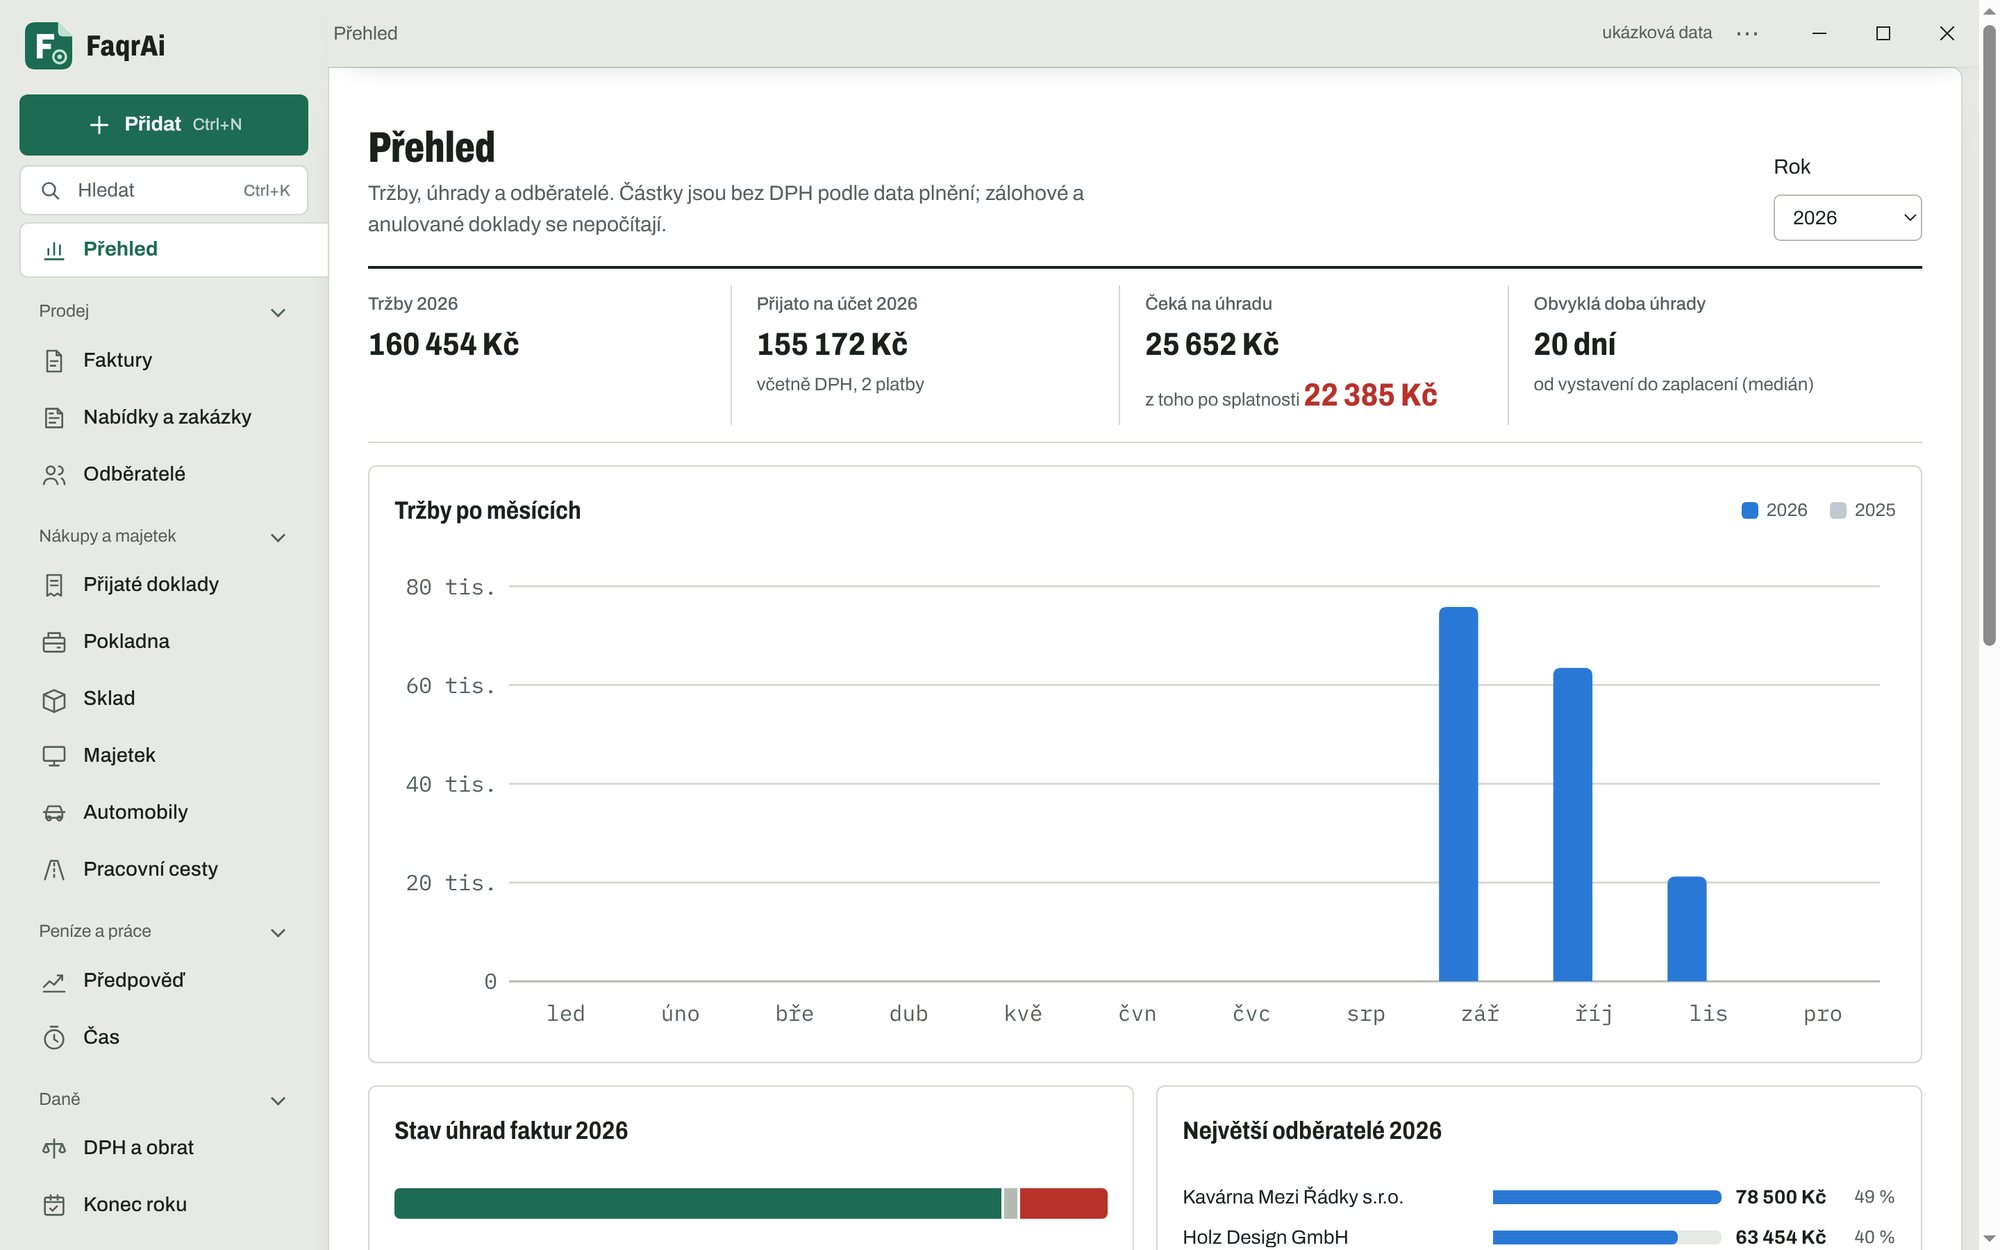 FaqrAi
Přehled
ukázková data
Přidat Ctrl+N
Hledat Ctrl+K
Přehled
Prodej
Faktury
Nabídky a zakázky
Odběratelé
Nákupy a majetek
Přijaté doklady
Pokladna
Sklad
Majetek
Automobily
Pracovní cesty
Peníze a práce
Předpověď
Čas
Daně
DPH a obrat
Konec roku
Přehled
Tržby, úhrady a odběratelé. Částky jsou bez DPH podle data plnění; zálohové a
anulované doklady se nepočítají.
Rok
2026
Tržby 2026
160 454 Kč
Přijato na účet 2026
155 172 Kč
včetně DPH, 2 platby
Čeká na úhradu
25 652 Kč
z toho po splatnosti 22 385 Kč
Obvyklá doba úhrady
20 dní
od vystavení do zaplacení (medián)
Tržby po měsících
2026 2025
80 tis.
60 tis.
40 tis.
20 tis.
0
led úno bře dub kvě čvn čvc srp zář říj lis pro
Stav úhrad faktur 2026
Největší odběratelé 2026
Kavárna Mezi Řádky s.r.o. 78 500 Kč 49 %
Holz Design GmbH 63 454 Kč 40 %